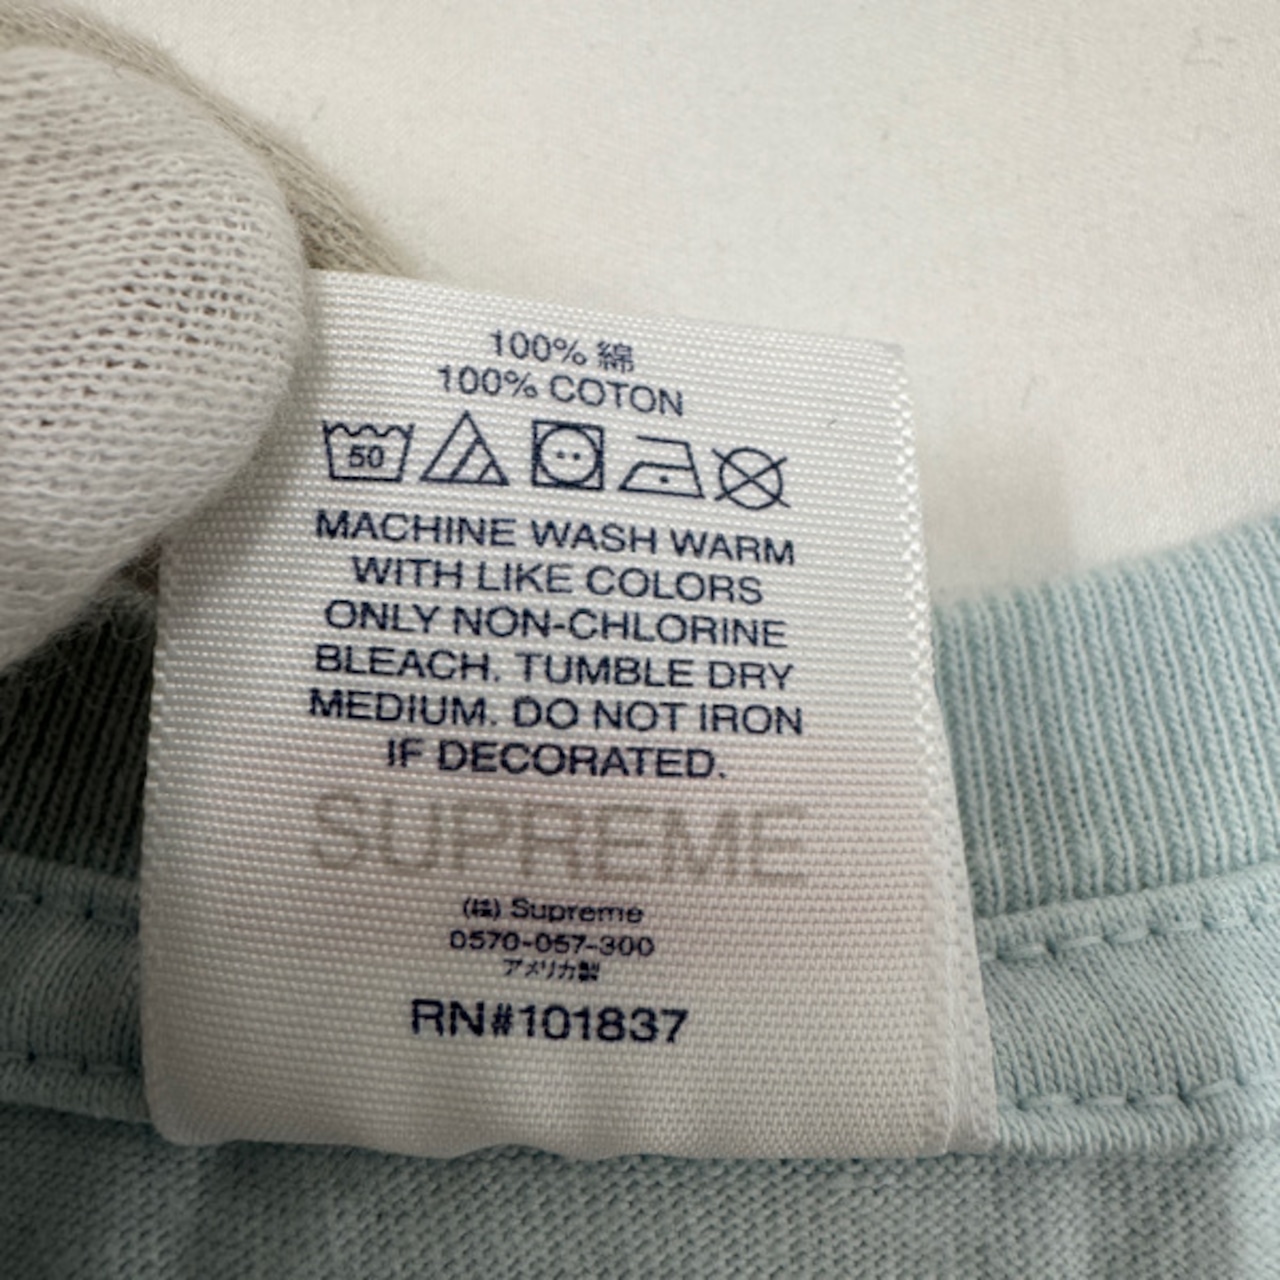 100% 綿
100% COTON
50
MACHINE WASH WARM
WITH LIKE COLORS
ONLY NON-CHLORINE
BLEACH. TUMBLE DRY
MEDIUM. DO NOT IRON
IF DECORATED.
SUPREME
(株) Supreme
0570-057-300
アメリカ製
RN#101837